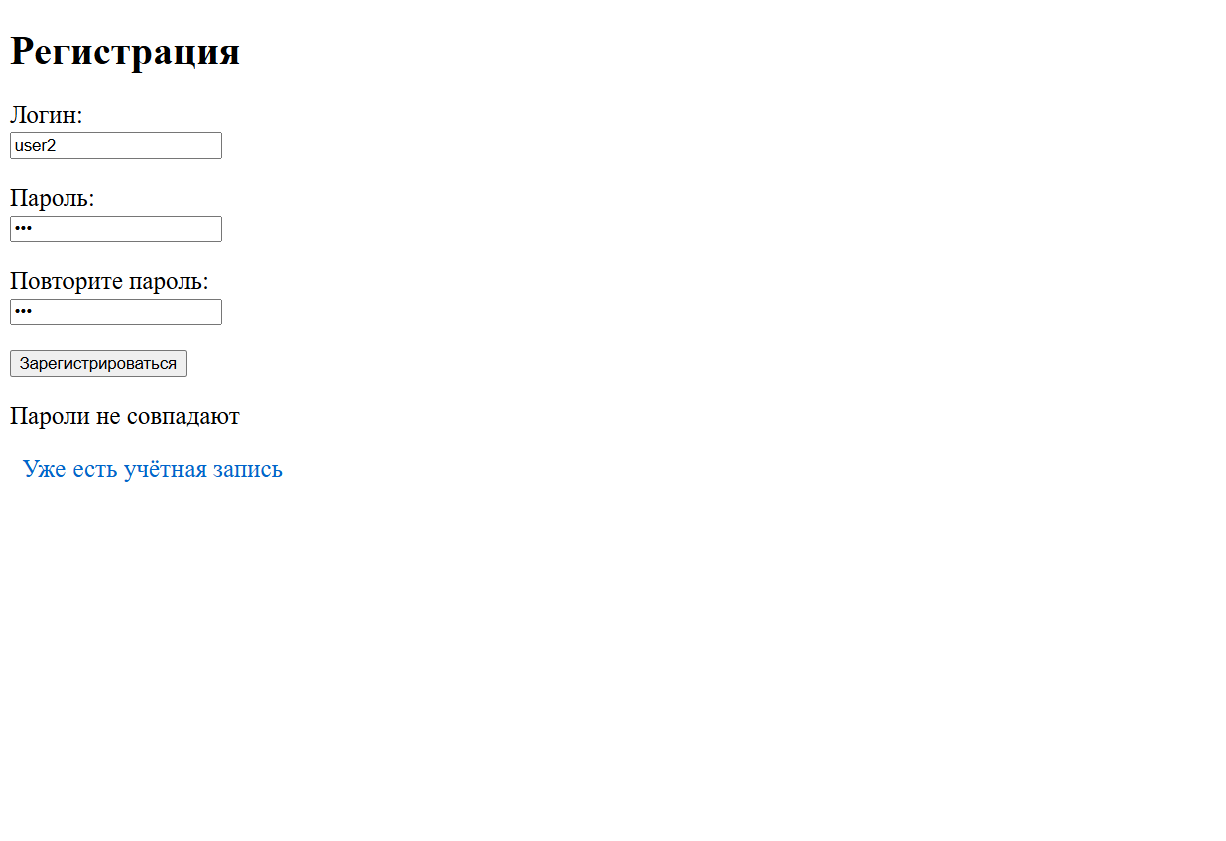 Регистрация
Логин:
user2
Пароль:
•••
Повторите пароль:
•••
Зарегистрироваться
Пароли не совпадают
Уже есть учётная запись